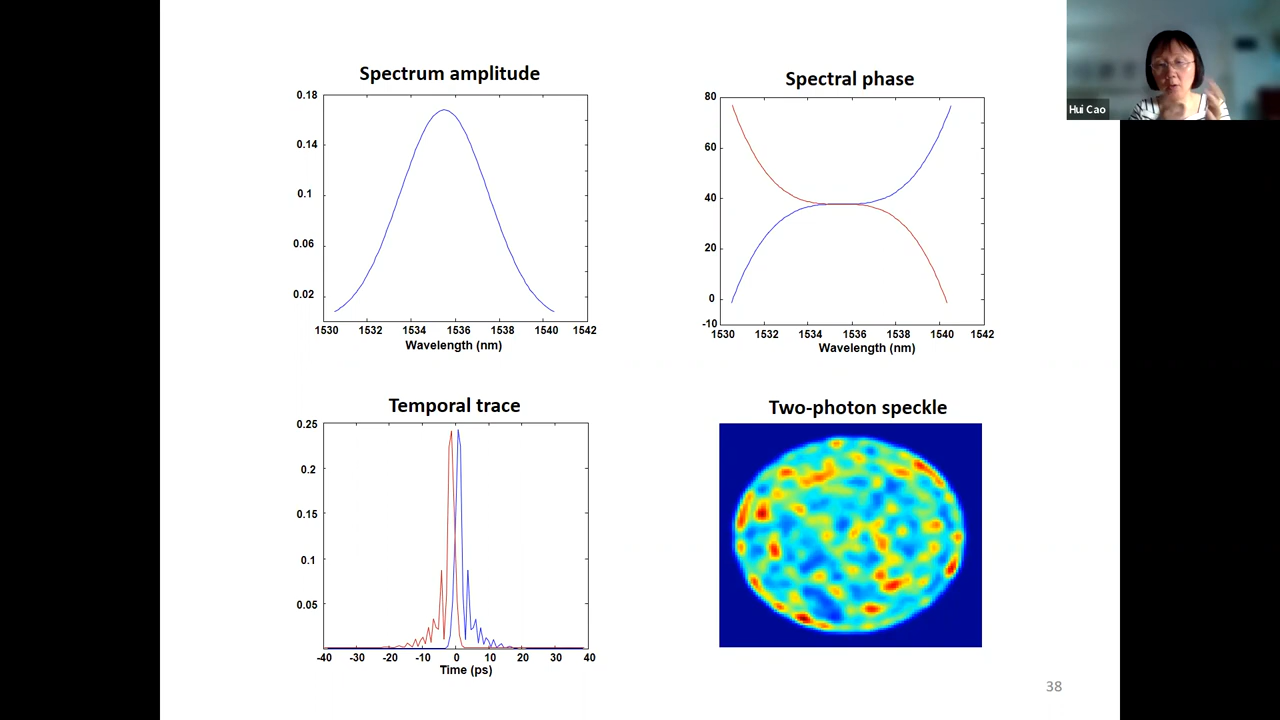 Spectrum amplitude
0.18
0.14
0.1
0.06
0.02
1530 1532 1534 1536 1538 1540 1542
Wavelength (nm)
Spectral phase
80
60
40
20
0
-10
1530 1532 1534 1536 1538 1540 1542
Wavelength (nm)
Hui Cao
Temporal trace
0.25
0.2
0.15
0.1
0.05
-40 -30 -20 -10 0 10 20 30 40
Time (ps)
Two-photon speckle
38